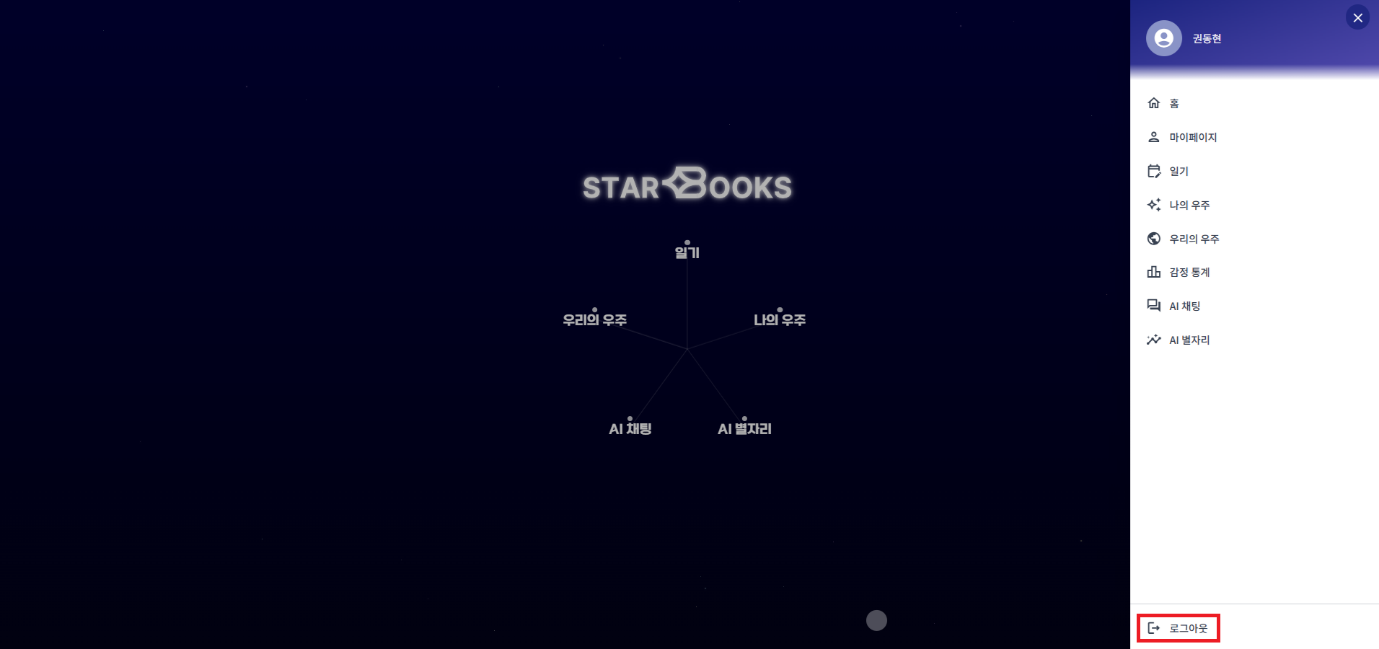 STARBOOKS
일기
우리의 우주
나의 우주
AI 채팅
AI 별자리
권동현
홈
마이페이지
일기
나의 우주
우리의 우주
감정 통계
AI 채팅
AI 별자리
로그아웃